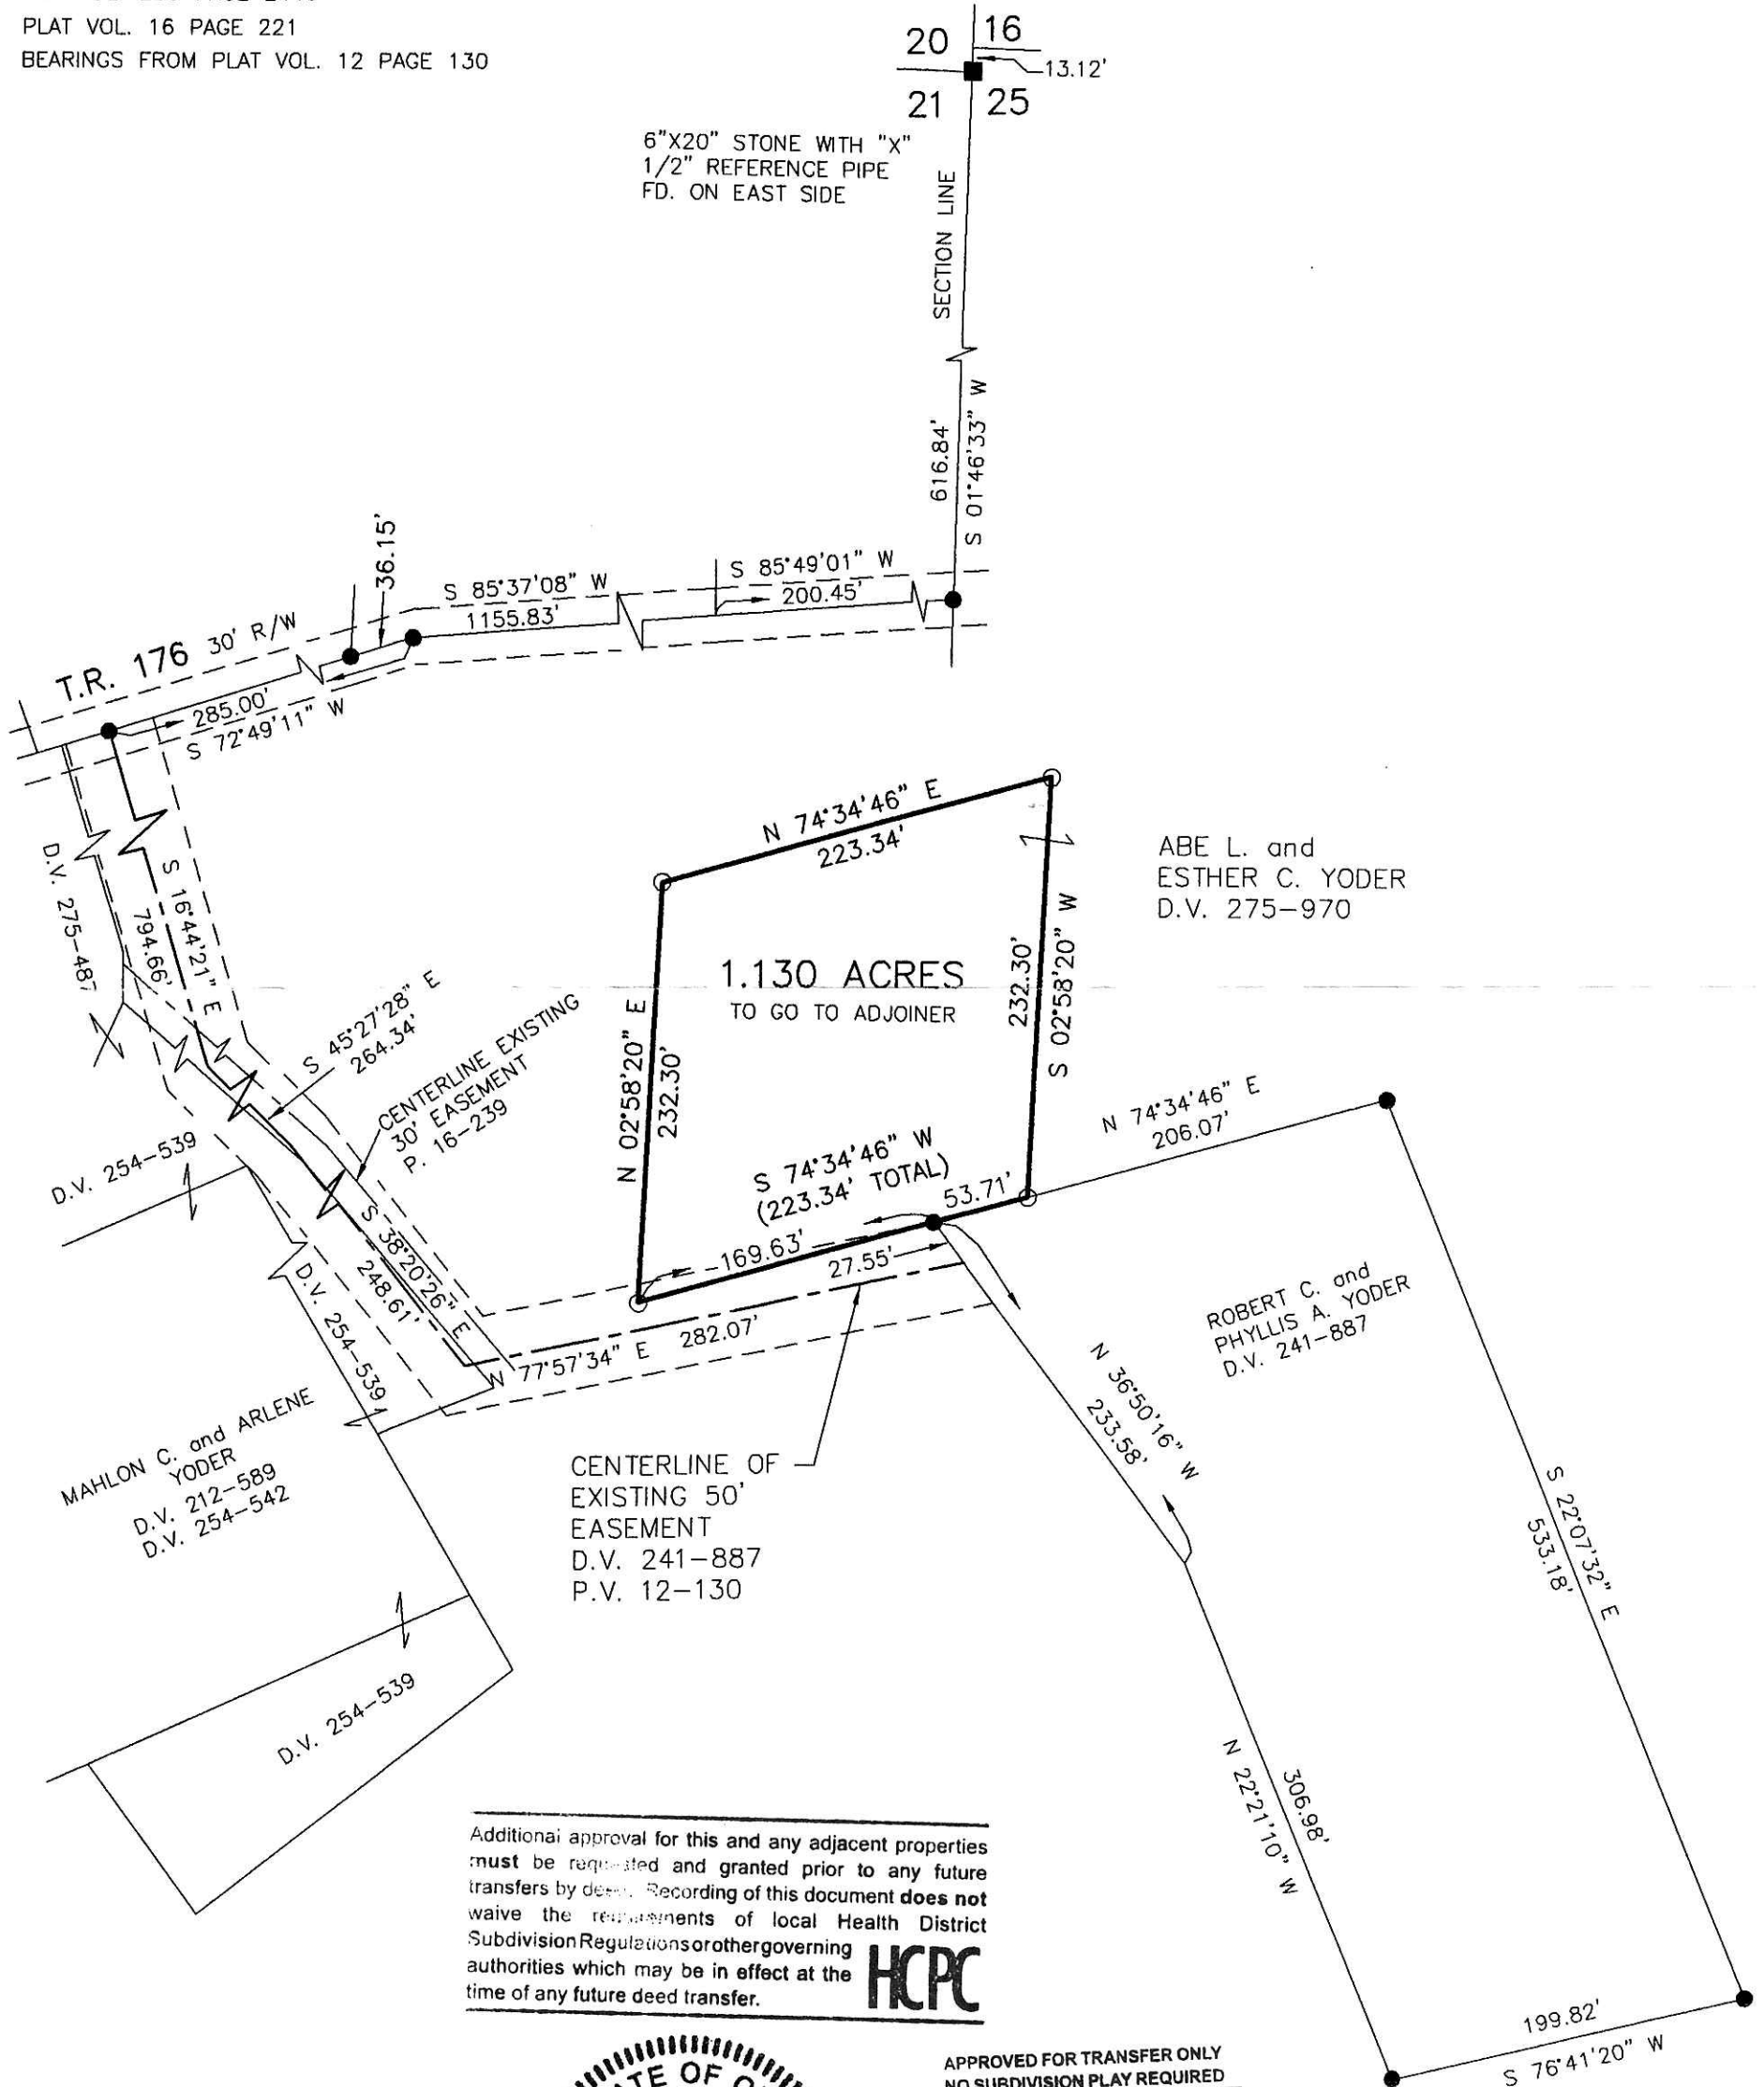 PLAT VOL. 16 PAGE 221
BEARINGS FROM PLAT VOL. 12 PAGE 130
20 16
13.12'
21 25
6"X20" STONE WITH "X"
1/2" REFERENCE PIPE
FD. ON EAST SIDE
SECTION LINE
616.84'
S 01°46'33" W
36.15'
S 85°37'08" W
1155.83'
S 85°49'01" W
200.45'
T.R. 176 30' R/W
285.00'
S 72°49'11" W
N 74°34'46" E
223.34'
ABE L. and
ESTHER C. YODER
D.V. 275-970
D.V. 275-487
S 16°44'21" E
794.66'
1.130 ACRES
TO GO TO ADJOINER
N 02°58'20" E
232.30'
232.30'
S 02°58'20" W
S 45°27'28" E
264.34'
CENTERLINE EXISTING
30' EASEMENT
P. 16-239
N 74°34'46" E
206.07'
D.V. 254-539
S 74°34'46" W
(223.34' TOTAL)
53.71'
169.63'
27.55'
S 38°20'26" E
248.61'
D.V. 254-539
N 77°57'34" E 282.07'
ROBERT C. and
PHYLLIS A. YODER
D.V. 241-887
N 36°50'16" W
233.58'
MAHLON C. and ARLENE
YODER
D.V. 212-589
D.V. 254-542
CENTERLINE OF
EXISTING 50'
EASEMENT
D.V. 241-887
P.V. 12-130
S 22°07'32" E
533.18'
D.V. 254-539
306.98'
N 22°21'10" W
Additional approval for this and any adjacent properties
must be requested and granted prior to any future
transfers by deed. Recording of this document does not
waive the requirements of local Health District
Subdivision Regulations or other governing
authorities which may be in effect at the
time of any future deed transfer.
HCPC
199.82'
S 76°41'20" W
APPROVED FOR TRANSFER ONLY
NO SUBDIVISION PLAY REQUIRED
OF